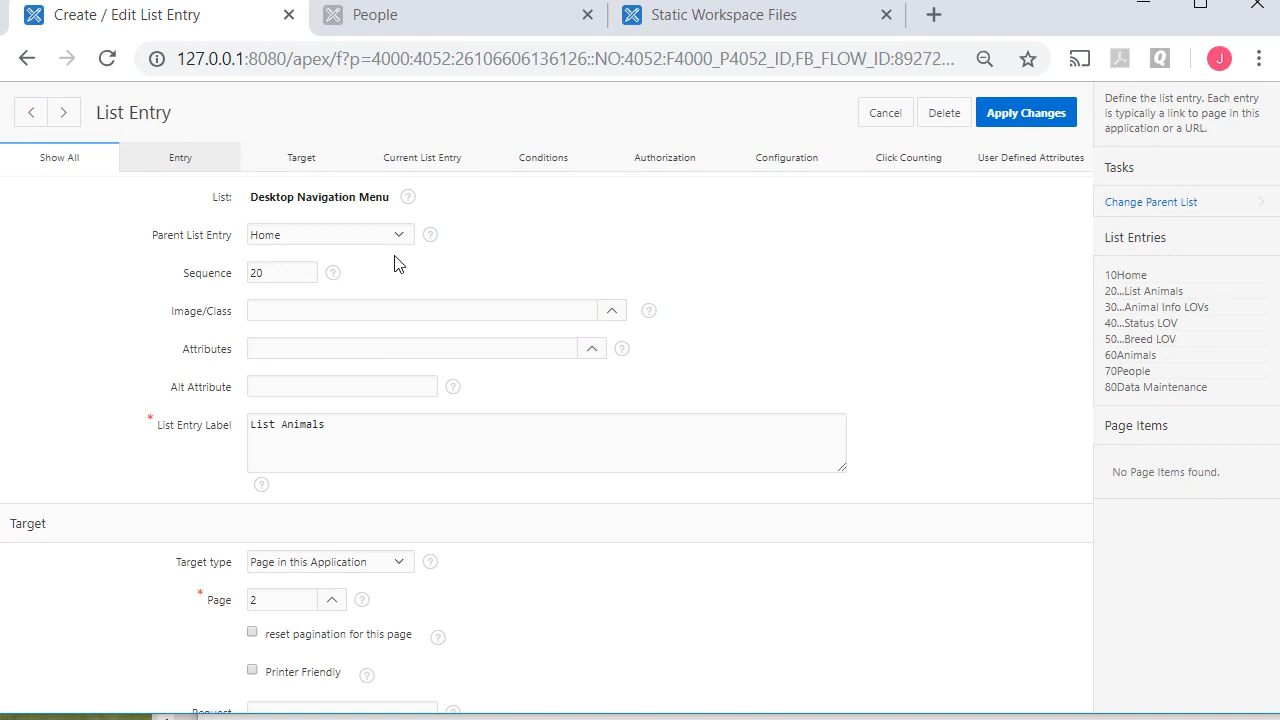 Create / Edit List Entry
People
Static Workspace Files
127.0.0.1:8080/apex/f?p=4000:4052:2610660136126::NO:4052:F4000_P4052_ID,FB_FLOW_ID:89272...
J
List Entry
Cancel
Delete
Apply Changes
Show All
Entry
Target
Current List Entry
Conditions
Authorization
Configuration
Click Counting
User Defined Attributes
List:
Desktop Navigation Menu
Parent List Entry
Home
Sequence
20
Image/Class
Attributes
Alt Attribute
* List Entry Label
List Animals
Target
Target type
Page in this Application
* Page
2
reset pagination for this page
Printer Friendly
Request
Define the list entry. Each entry
is typically a link to page in this
application or a URL.
Tasks
Change Parent List
List Entries
10Home
20...List Animals
30...Animal Info LOVs
40...Status LOV
50...Breed LOV
60Animals
70People
80Data Maintenance
Page Items
No Page Items found.